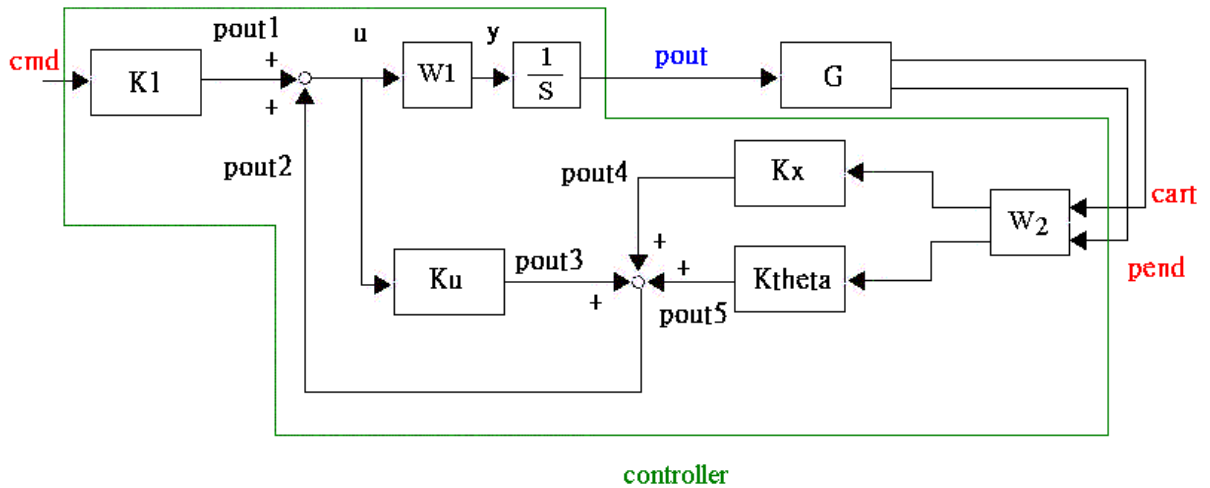 pout1
u
y
cmd
K1
+
+
W1
1
S
pout
G
pout2
pout4
Kx
cart
W2
pend
pout3
Ku
+
+
+
Ktheta
pout5
controller